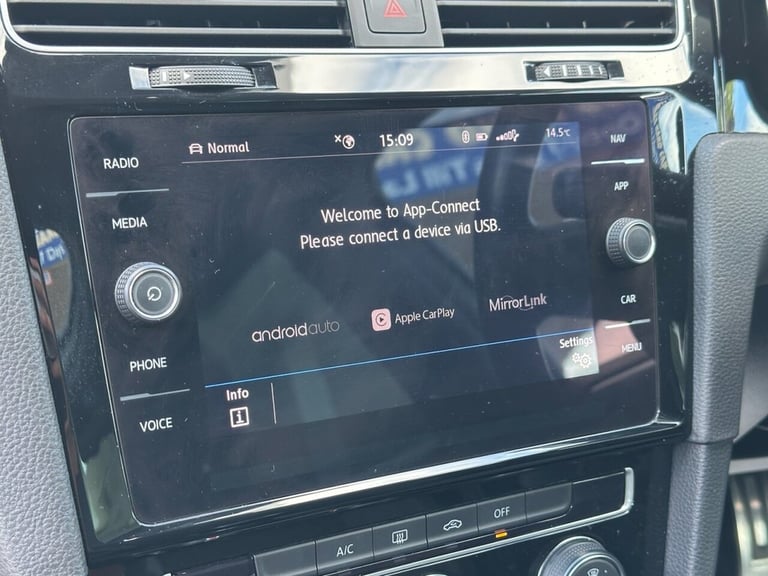 RADIO
MEDIA
PHONE
VOICE
Normal
15:09
14.5°C
Welcome to App-Connect
Please connect a device via USB.
androidauto
Apple CarPlay
MirrorLink
Settings
Info
i
NAV
APP
CAR
MENU
A/C
OFF